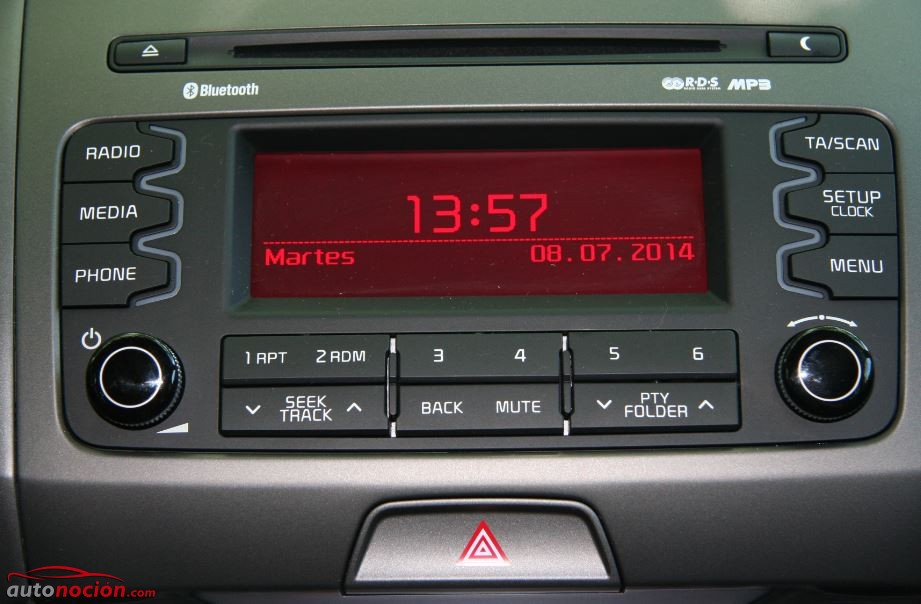 Bluetooth
R·D·S
MP3
RADIO
MEDIA
PHONE
13:57
Martes 08.07.2014
TA/SCAN
SETUP
CLOCK
MENU
1 RPT 2 RDM 3 4 5 6
SEEK
TRACK
BACK MUTE
PTY
FOLDER
autonoción.com